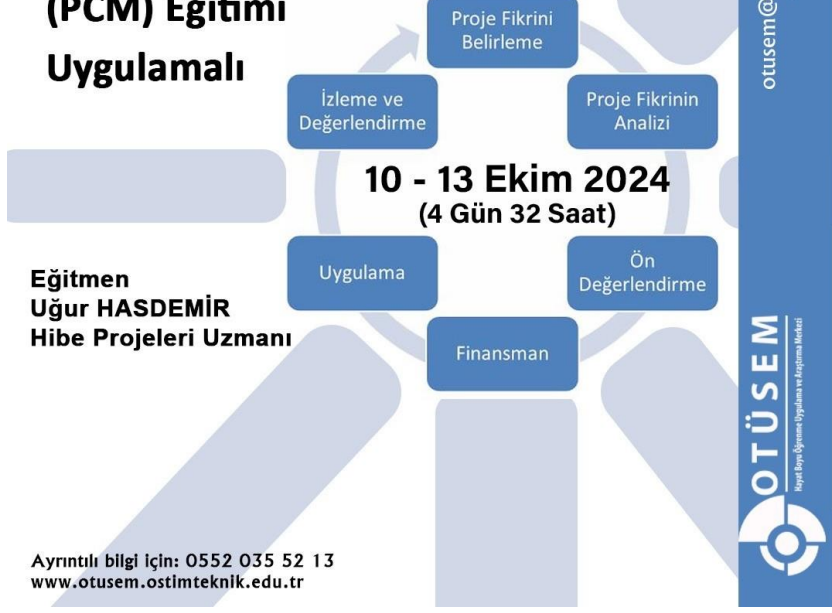 (PCM) Eğitimi
Uygulamalı
Proje Fikrini
Belirleme
Proje Fikrinin
Analizi
Ön
Değerlendirme
Finansman
Uygulama
İzleme ve
Değerlendirme
10 - 13 Ekim 2024
(4 Gün 32 Saat)
Eğitmen
Uğur HASDEMİR
Hibe Projeleri Uzmanı
Ayrıntılı bilgi için: 0552 035 52 13
www.otusem.ostimteknik.edu.tr
otusem@
OTÜSEM
Hayat Boyu Öğrenme Uygulama ve Araştırma Merkezi